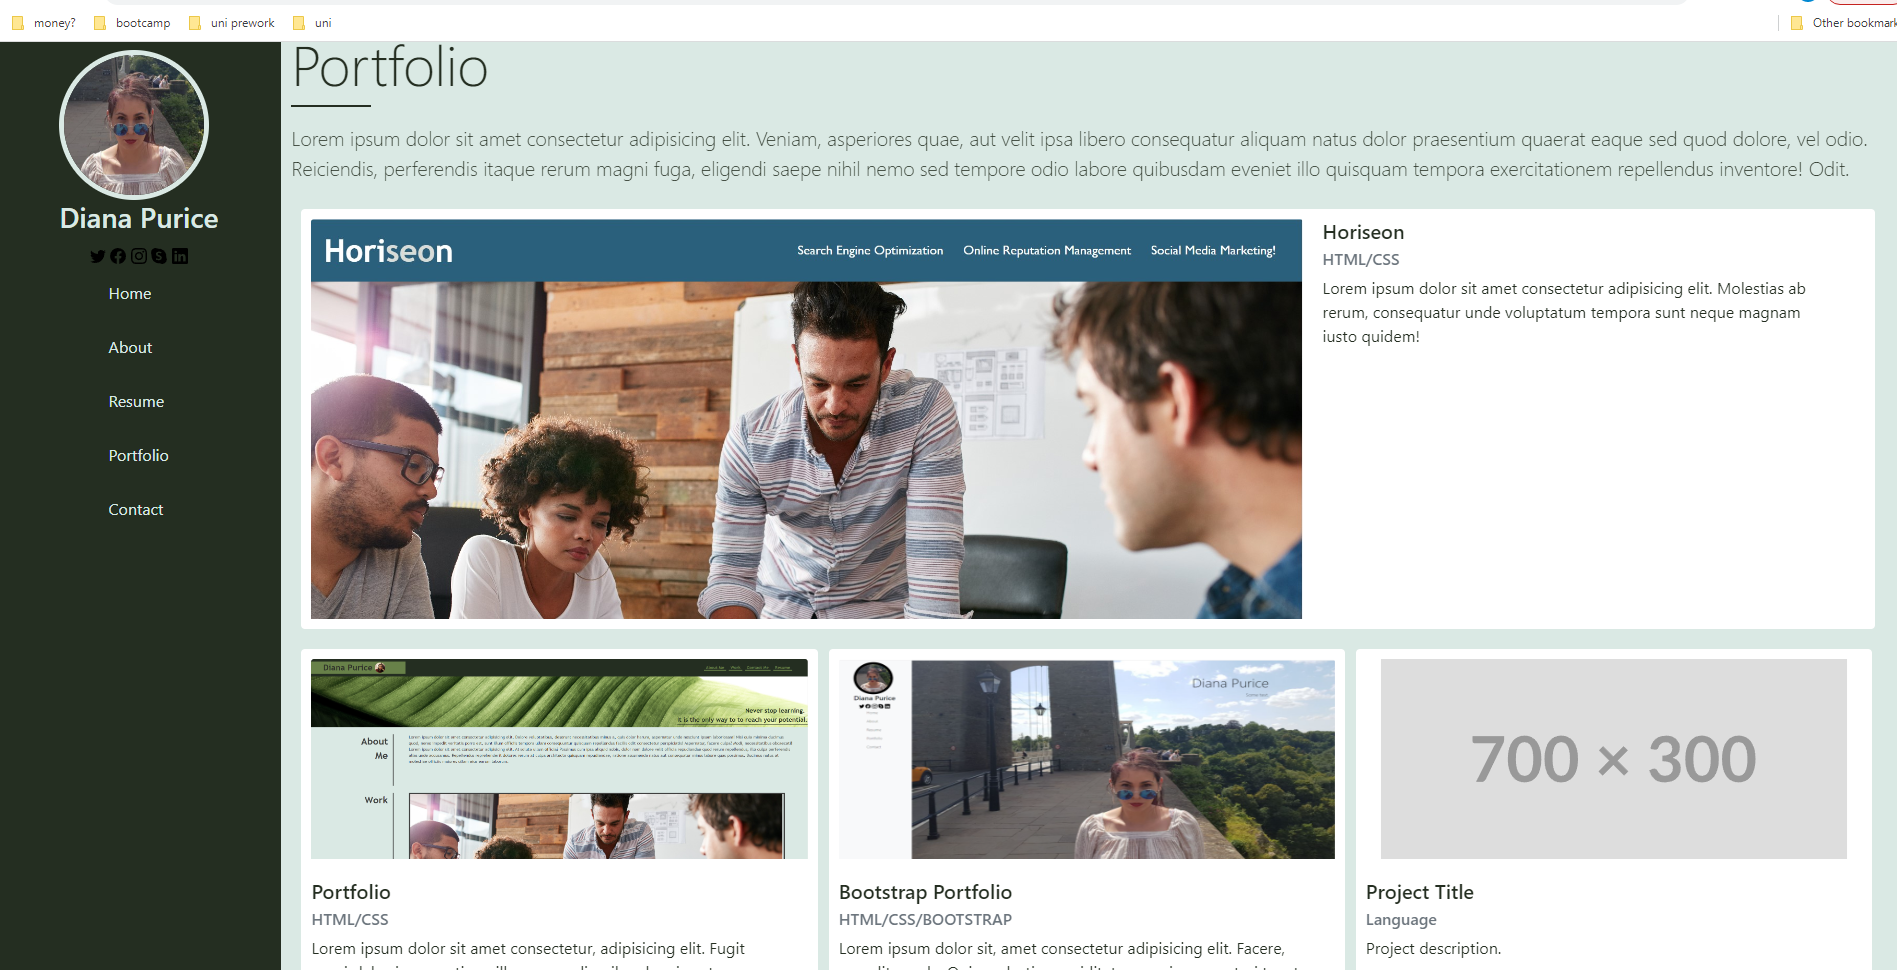 money?
bootcamp
uni prework
uni
Other bookmark
Diana Purice
Home
About
Resume
Portfolio
Contact
Portfolio
Lorem ipsum dolor sit amet consectetur adipisicing elit. Veniam, asperiores quae, aut velit ipsa libero consequatur aliquam natus dolor praesentium quaerat eaque sed quod dolore, vel odio.
Reiciendis, perferendis itaque rerum magni fuga, eligendi saepe nihil nemo sed tempore odio labore quibusdam eveniet illo quisquam tempora exercitationem repellendus inventore! Odit.
Horiseon
Search Engine Optimization
Online Reputation Management
Social Media Marketing!
Horiseon
HTML/CSS
Lorem ipsum dolor sit amet consectetur adipisicing elit. Molestias ab
rerum, consequatur unde voluptatum tempora sunt neque magnam
iusto quidem!
Diana Purice
Never stop learning.
It is the only way to to reach your potential.
About
Me
Work
Portfolio
HTML/CSS
Lorem ipsum dolor sit amet consectetur, adipisicing elit. Fugit
Diana Purice
Diana Purice
Bootstrap Portfolio
HTML/CSS/BOOTSTRAP
Lorem ipsum dolor sit, amet consectetur adipisicing elit. Facere,
700 × 300
Project Title
Language
Project description.